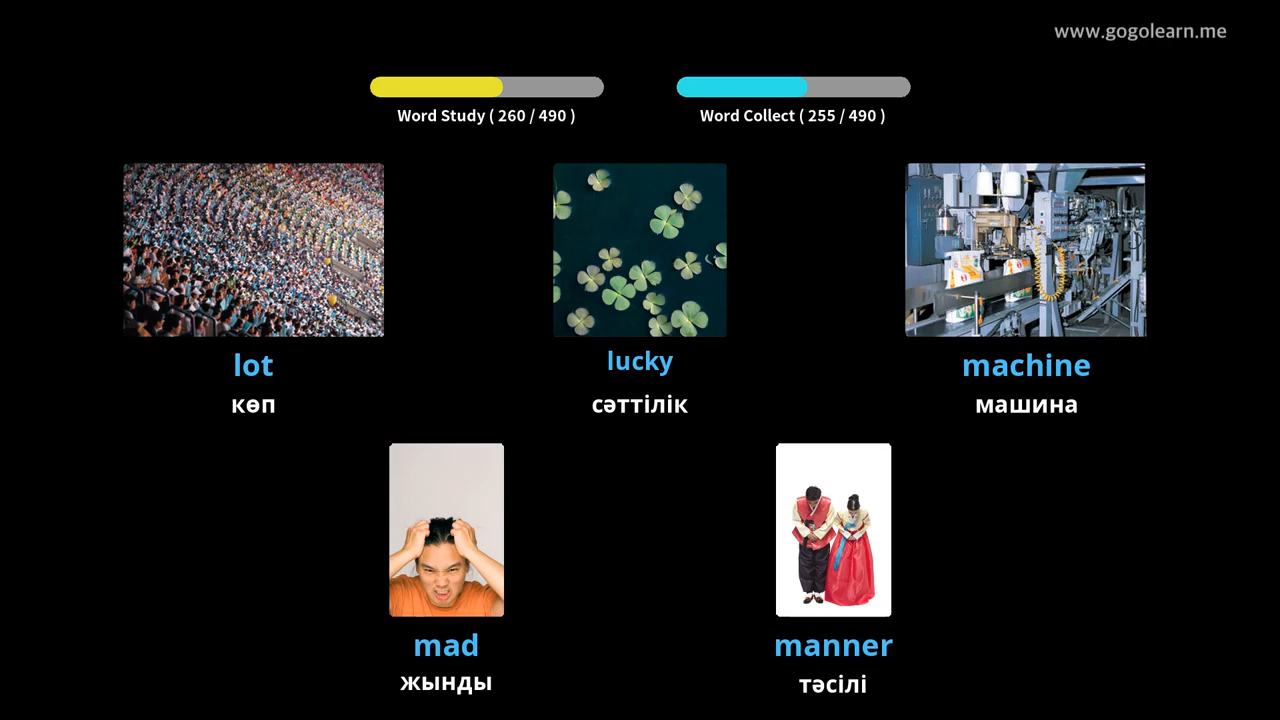 www.gogolearn.me
Word Study ( 260 / 490 )
Word Collect ( 255 / 490 )
lot
көп
lucky
сәттілік
machine
машина
mad
жынды
manner
тәсілі